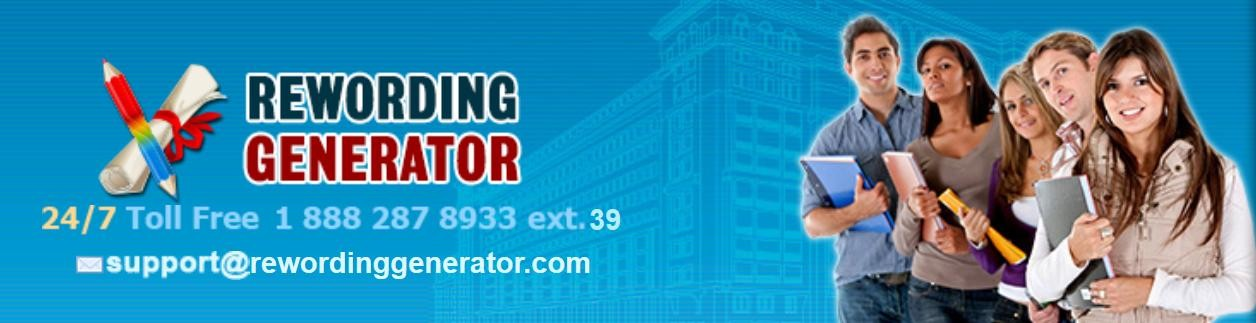 REWORDING
GENERATOR
24/7 Toll Free 1 888 287 8933 ext. 39
support@rewordinggenerator.com